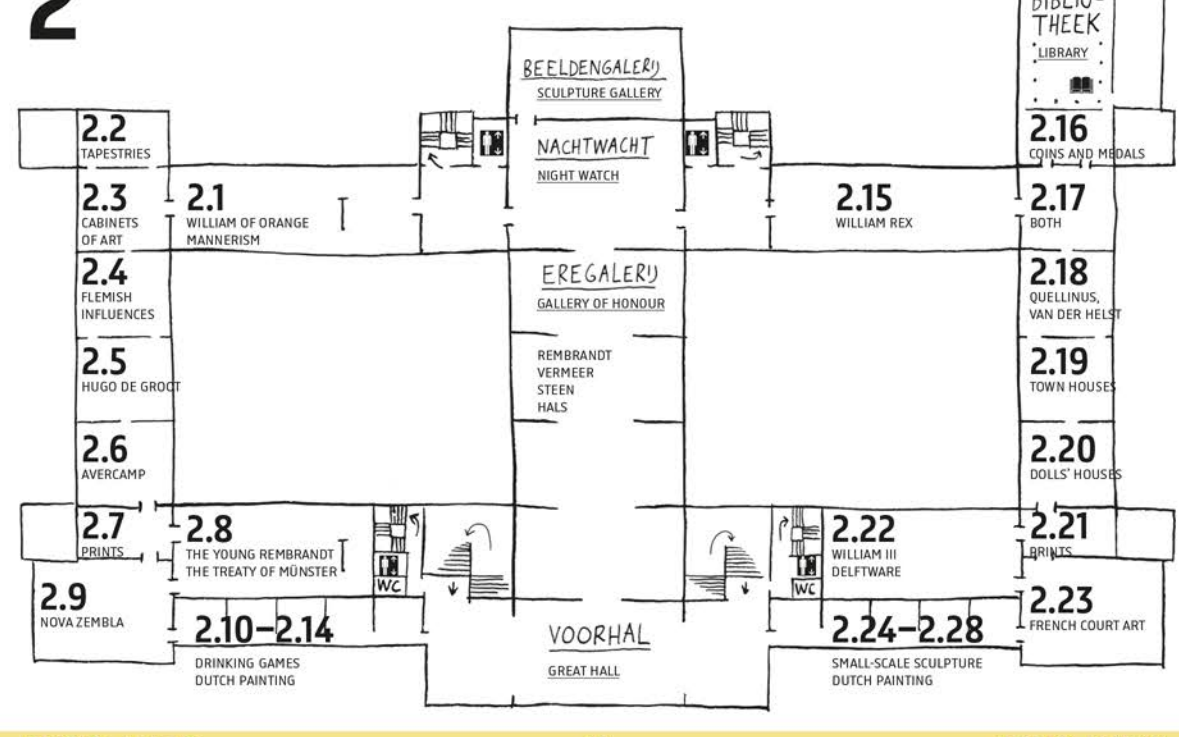 2
BIBLIO-
THEEK
LIBRARY
BEELDENGALERIJ
SCULPTURE GALLERY
NACHTWACHT
NIGHT WATCH
2.2
TAPESTRIES
2.16
COINS AND MEDALS
2.3
CABINETS
OF ART
2.1
WILLIAM OF ORANGE
MANNERISM
2.15
WILLIAM REX
2.17
BOTH
2.4
FLEMISH
INFLUENCES
EREGALERIJ
GALLERY OF HONOUR
2.18
QUELLINUS,
VAN DER HELST
2.5
HUGO DE GROOT
REMBRANDT
VERMEER
STEEN
HALS
2.19
TOWN HOUSES
2.6
AVERCAMP
2.20
DOLLS' HOUSES
2.7
PRINTS
2.8
THE YOUNG REMBRANDT
THE TREATY OF MÜNSTER
WC
WC
2.22
WILLIAM III
DELFTWARE
2.21
PRINTS
2.9
NOVA ZEMBLA
2.10–2.14
DRINKING GAMES
DUTCH PAINTING
VOORHAL
GREAT HALL
2.24–2.28
SMALL-SCALE SCULPTURE
DUTCH PAINTING
2.23
FRENCH COURT ART